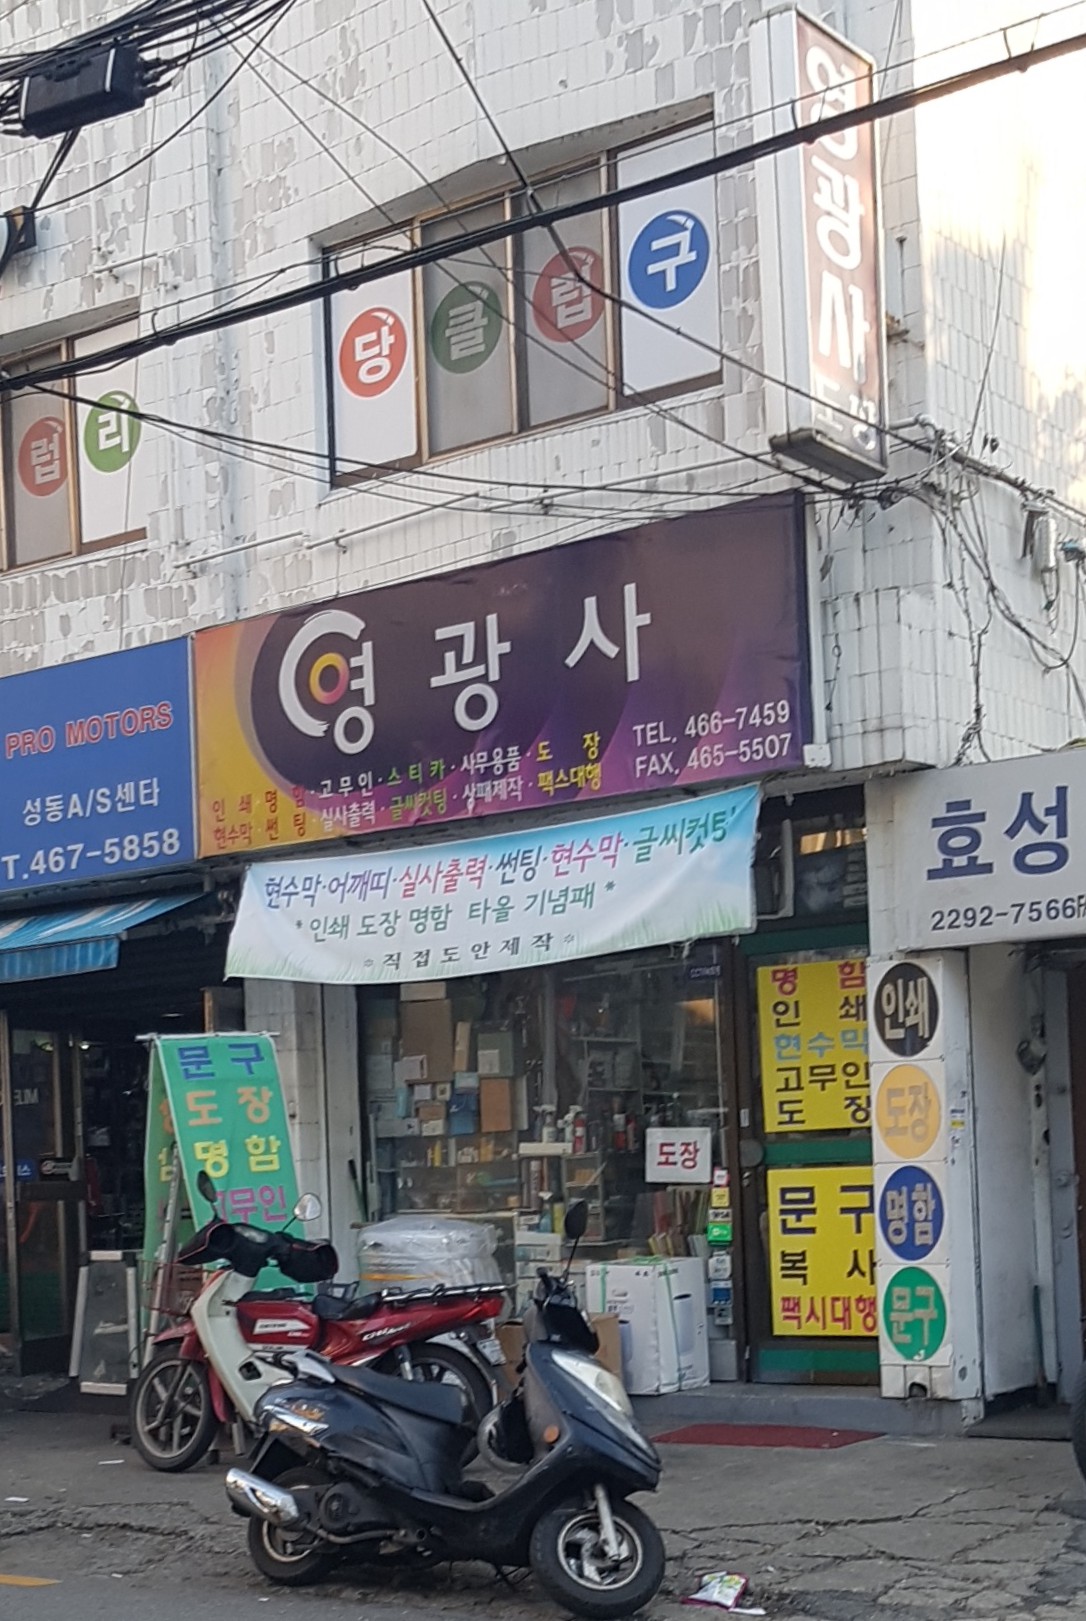 럽
리
당
클
럽
구
영광사
도장
PRO MOTORS
성동A/S센타
T.467-5858
영광사
TEL. 466-7459
FAX. 465-5507
인쇄·명함·고무인·스티카·사무용품·도장
현수막·썬팅·실사출력·글씨컷팅·상패제작·팩스대행
현수막·어깨띠·실사출력·썬팅·현수막·글씨컷팅
*인쇄 도장 명함 타올 기념패*
*직접도안제작*
효성
2292-7566
문구
도장
명함
고무인
도장
명함
인쇄
현수막
고무인
도장
문구
복사
팩시대행
인쇄
도장
명함
문구